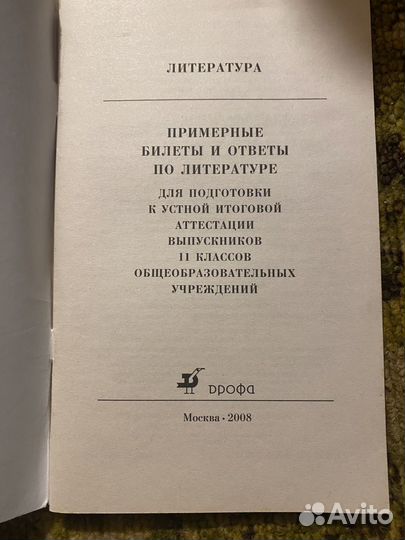 ЛИТЕРАТУРА
ПРИМЕРНЫЕ
БИЛЕТЫ И ОТВЕТЫ
ПО ЛИТЕРАТУРЕ
ДЛЯ ПОДГОТОВКИ
К УСТНОЙ ИТОГОВОЙ
АТТЕСТАЦИИ
ВЫПУСКНИКОВ
11 КЛАССОВ
ОБЩЕОБРАЗОВАТЕЛЬНЫХ
УЧРЕЖДЕНИЙ
дрофа
Москва • 2008
Avito